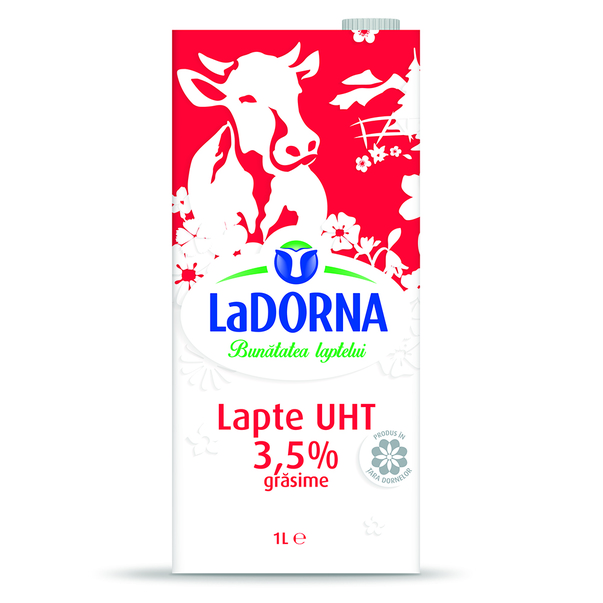 LaDORNA
Bunătatea laptelui
Lapte UHT
3,5%
grăsime
PRODUS ÎN
ȚARA DORNELOR
1L ℮